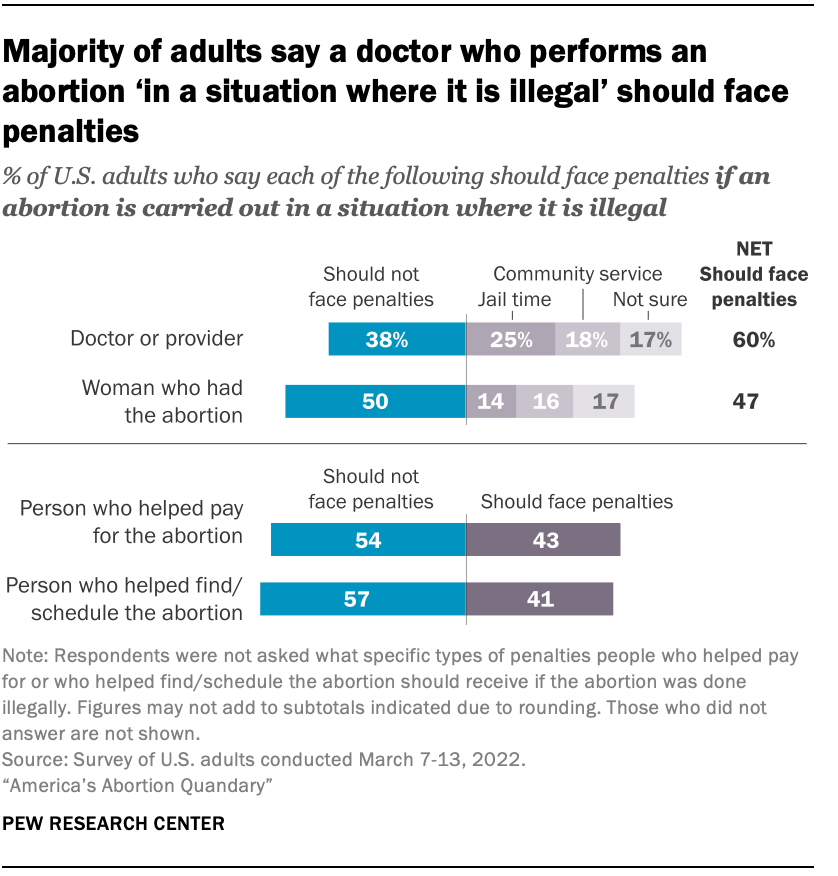 Majority of adults say a doctor who performs an
abortion ‘in a situation where it is illegal’ should face
penalties
% of U.S. adults who say each of the following should face penalties if an
abortion is carried out in a situation where it is illegal
NET
Should face
penalties
Should not
face penalties
Community service
Jail time
Not sure
Doctor or provider 38% 25% 18% 17% 60%
Woman who had
the abortion
50 14 16 17 47
Should not
face penalties
Should face penalties
Person who helped pay
for the abortion
54 43
Person who helped find/
schedule the abortion
57 41
Note: Respondents were not asked what specific types of penalties people who helped pay
for or who helped find/schedule the abortion should receive if the abortion was done
illegally. Figures may not add to subtotals indicated due to rounding. Those who did not
answer are not shown.
Source: Survey of U.S. adults conducted March 7-13, 2022.
“America’s Abortion Quandary”
PEW RESEARCH CENTER